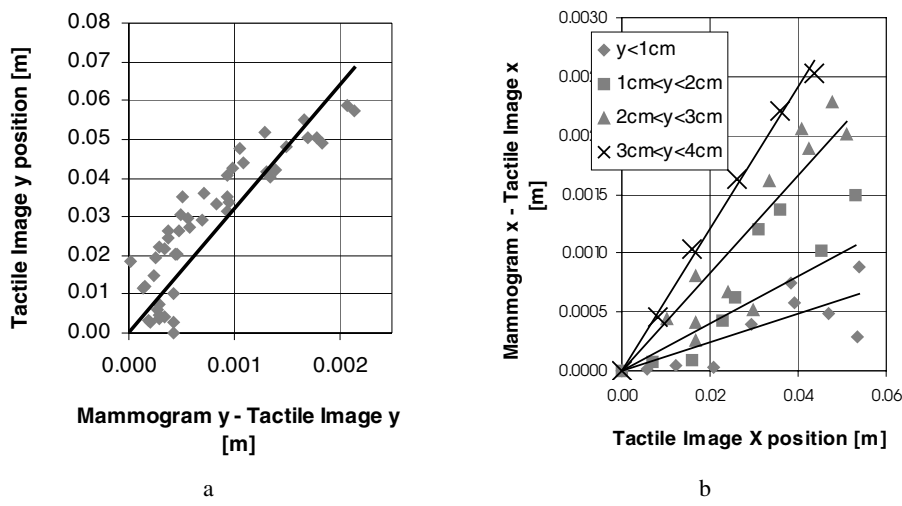 0.08
0.07
0.06
0.05
0.04
0.03
0.02
0.01
0.00
Tactile Image y position [m]
0.000 0.001 0.002
Mammogram y - Tactile Image y
[m]
a
0.0030
0.0015
0.0010
0.0005
0.0000
Mammogram x - Tactile Image x
[m]
y<1cm
1cm<y<2cm
2cm<y<3cm
3cm<y<4cm
0.00 0.02 0.04 0.06
Tactile Image X position [m]
b